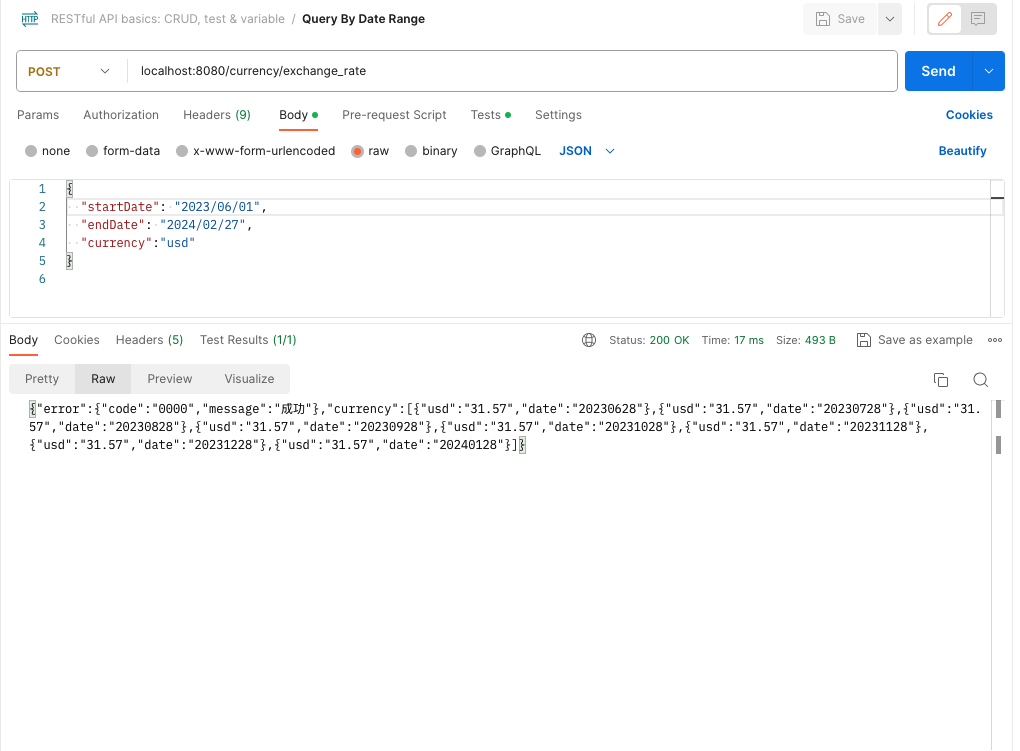 HTTP RESTful API basics: CRUD, test & variable / Query By Date Range Save
POST localhost:8080/currency/exchange_rate Send
Params Authorization Headers (9) Body Pre-request Script Tests Settings Cookies
none form-data x-www-form-urlencoded raw binary GraphQL JSON Beautify
1 {
2 "startDate": "2023/06/01",
3 "endDate": "2024/02/27",
4 "currency":"usd"
5 }
6
Body Cookies Headers (5) Test Results (1/1) Status: 200 OK Time: 17 ms Size: 493 B Save as example
Pretty Raw Preview Visualize
{"error":{"code":"0000","message":"成功"},"currency":[{"usd":"31.57","date":"20230628"},{"usd":"31.57","date":"20230728"},{"usd":"31.
57","date":"20230828"},{"usd":"31.57","date":"20230928"},{"usd":"31.57","date":"20231028"},{"usd":"31.57","date":"20231128"},
{"usd":"31.57","date":"20231228"},{"usd":"31.57","date":"20240128"}]}